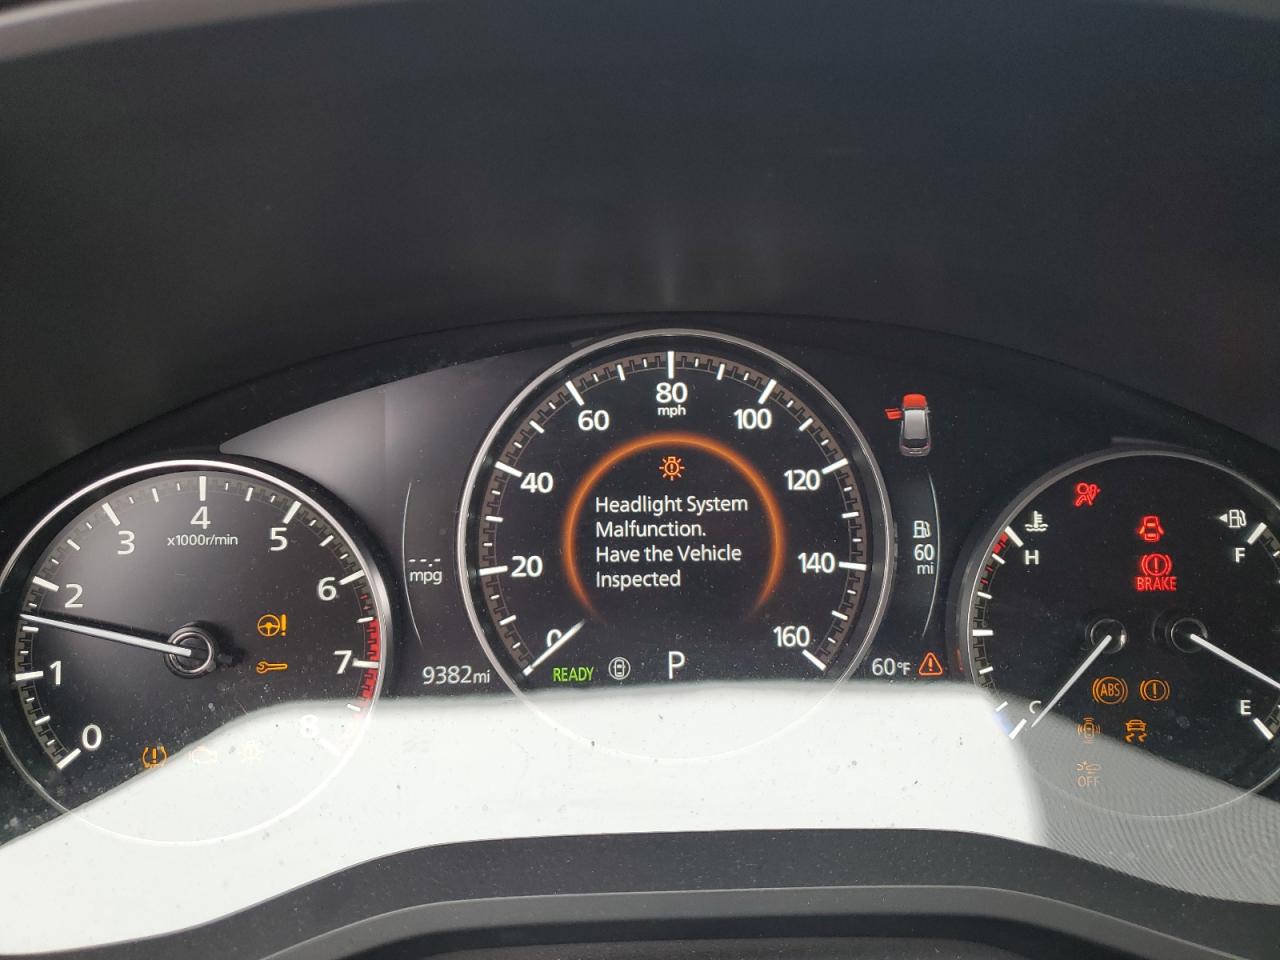 80
mph
60
100
40
120
20
140
0
160
Headlight System
Malfunction.
Have the Vehicle
Inspected
READY
P
4
x1000r/min
3
5
2
6
1
7
0
8
--.-
mpg
9382mi
60
mi
60°F
H
F
BRAKE
ABS
C
E
OFF